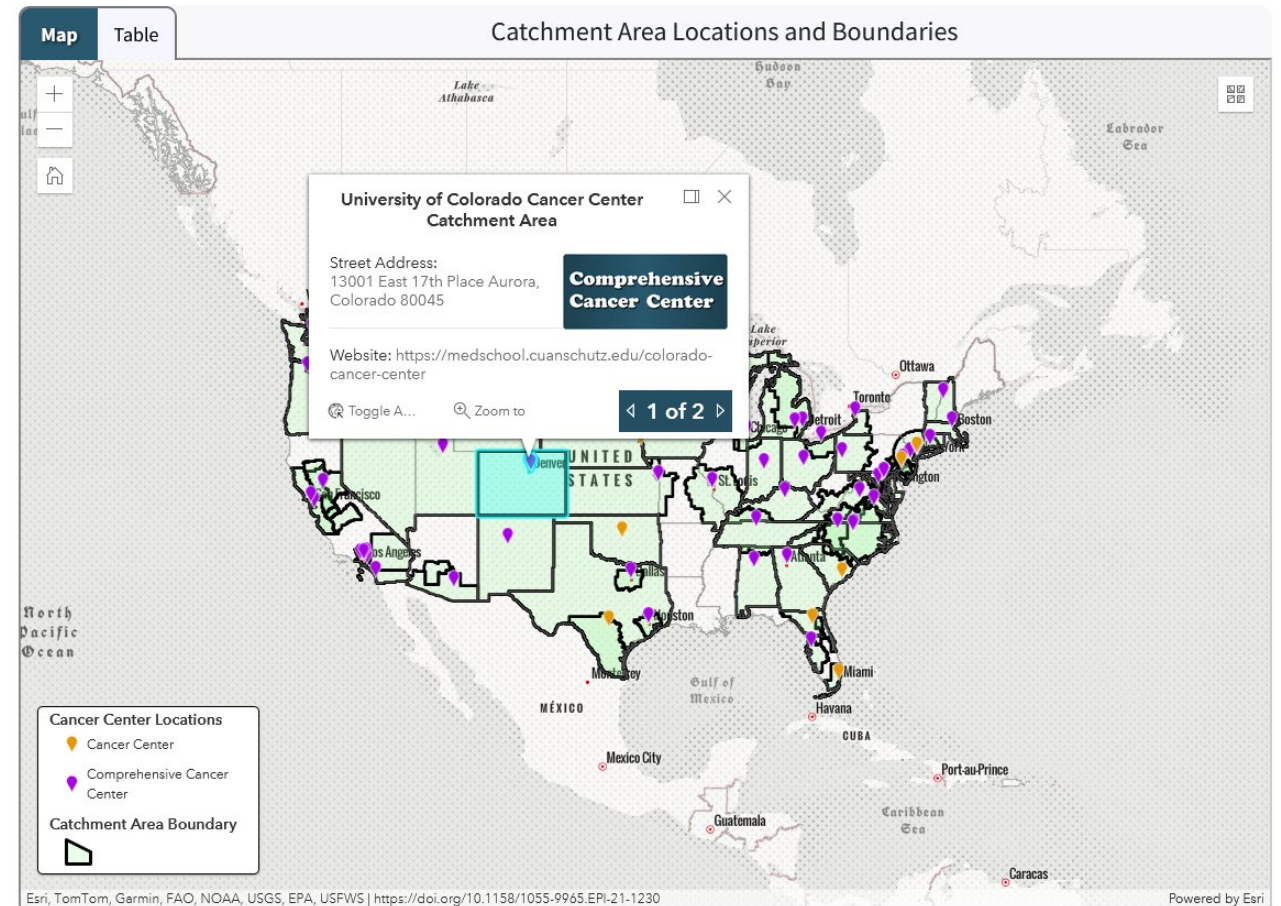 Map
Table
Catchment Area Locations and Boundaries
Hudson
Bay
Lake
Athabasca
Labrador
Sea
University of Colorado Cancer Center
Catchment Area
Street Address:
13001 East 17th Place Aurora,
Colorado 80045
Comprehensive
Cancer Center
Website: https://medschool.cuanschutz.edu/colorado-
cancer-center
Toggle A...
Zoom to
1 of 2
Lake
Ottawa
Toronto
Chicago
Detroit
Boston
Denver
UNITED
STATES
St. Louis
San Francisco
Los Angeles
Atlanta
Dallas
Houston
North
Pacific
Ocean
Monterrey
Miami
Gulf of
Mexico
MÉXICO
Havana
CUBA
Mexico City
Port-au-Prince
Caribbean
Sea
Guatemala
Caracas
Cancer Center Locations
Cancer Center
Comprehensive Cancer
Center
Catchment Area Boundary
Esri, TomTom, Garmin, FAO, NOAA, USGS, EPA, USFWS | https://doi.org/10.1158/1055-9965.EPI-21-1230
Powered by Esri